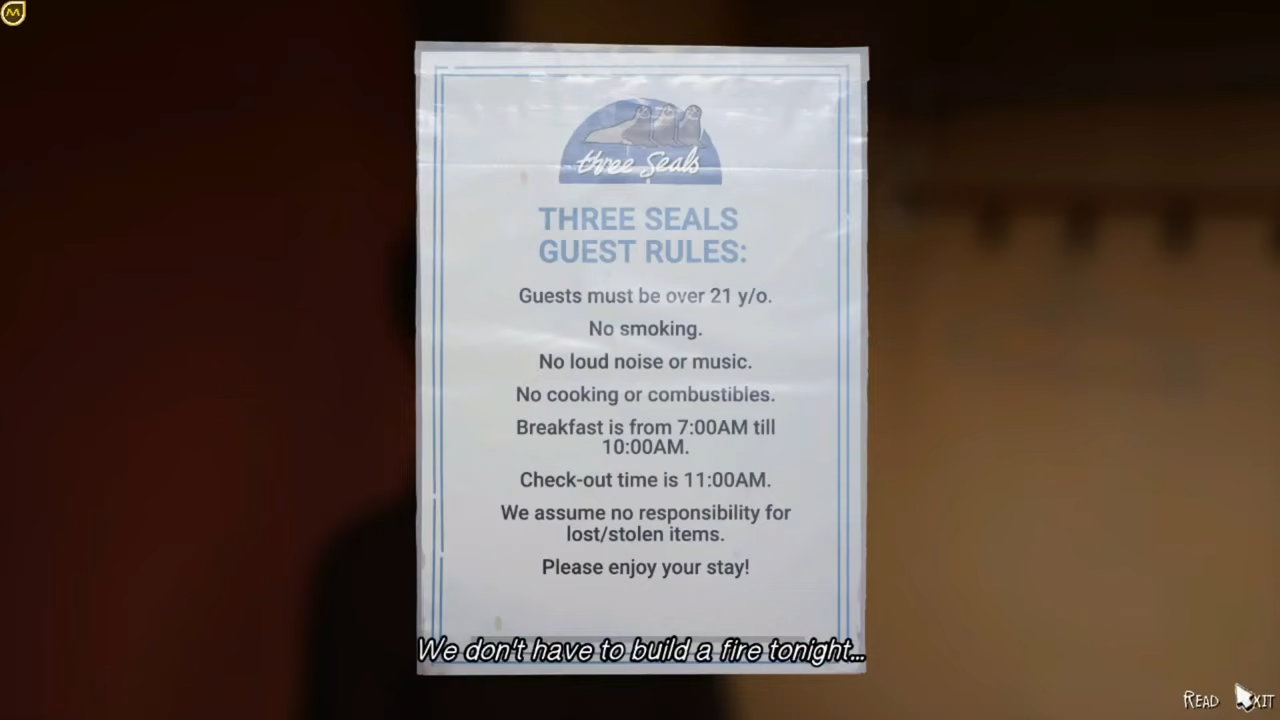 M
three Seals
THREE SEALS
GUEST RULES:
Guests must be over 21 y/o.
No smoking.
No loud noise or music.
No cooking or combustibles.
Breakfast is from 7:00AM till
10:00AM.
Check-out time is 11:00AM.
We assume no responsibility for
lost/stolen items.
Please enjoy your stay!
We don't have to build a fire tonight...
READ